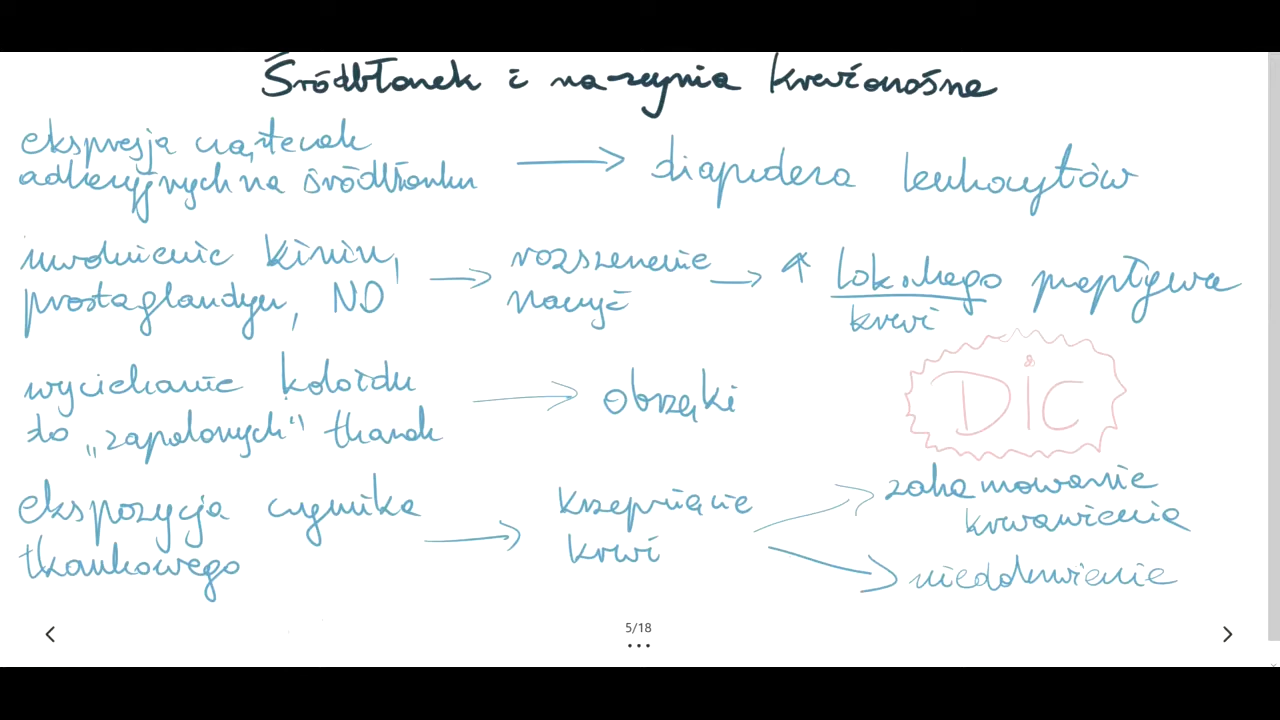 Śródbłonek i naczynia krwionośne
ekspresja cząsteczek
adhezyjnych na śródbłonku → diapedeza leukocytów
uwolnienie kinin,
prostaglandyn, NO → rozszerzenie
naczyń → ↑ lokalnego przepływu
krwi
wyciekanie koloidu
do „zapalonych" tkanek → obrzęki
DIC
ekspozycja czynnika
tkankowego → krzepnięcie
krwi → zahamowanie
krwawienia
→ niedokrwienie
5/18